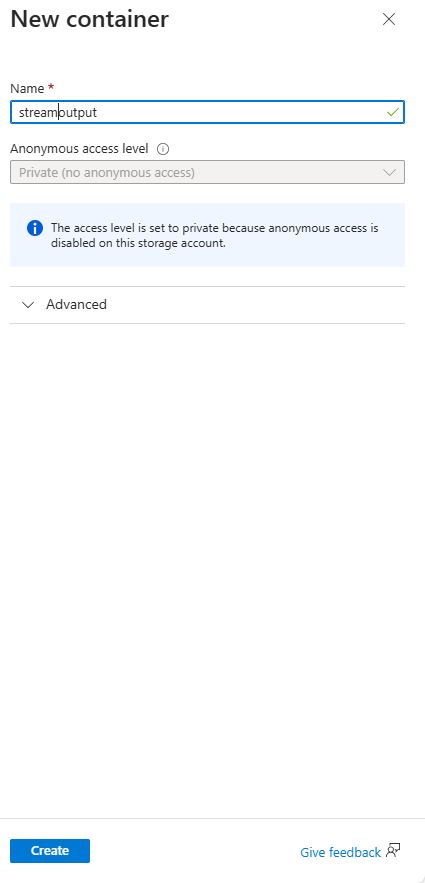 New container
Name *
streamoutput
Anonymous access level
Private (no anonymous access)
The access level is set to private because anonymous access is
disabled on this storage account.
Advanced
Create
Give feedback